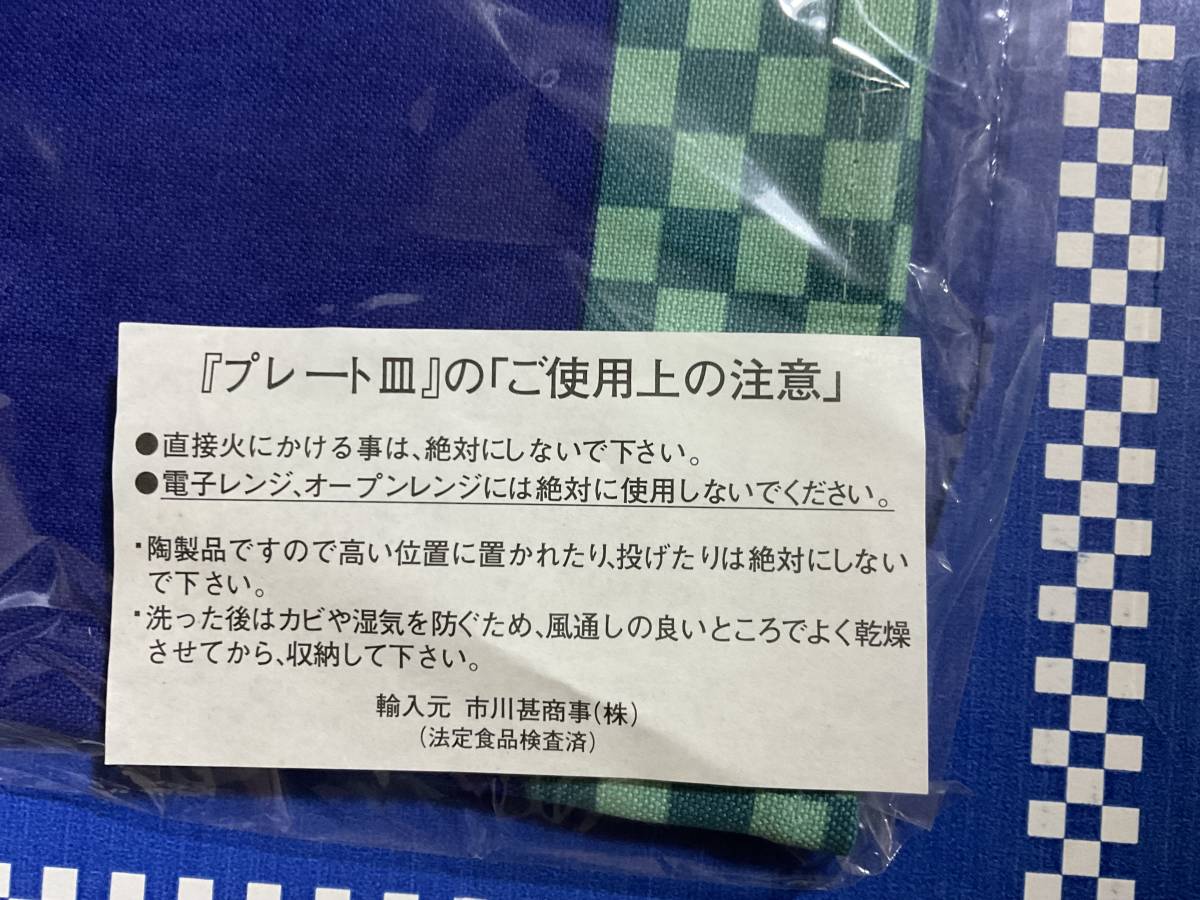 『プレート皿』の「ご使用上の注意」
●直接火にかける事は、絶対にしないで下さい。
●電子レンジ、オーブンレンジには絶対に使用しないでください。
・陶製品ですので高い位置に置かれたり、投げたりは絶対にしない
で下さい。
・洗った後はカビや湿気を防ぐため、風通しの良いところでよく乾燥
させてから、収納して下さい。
輸入元 市川甚商事(株)
(法定食品検査済)